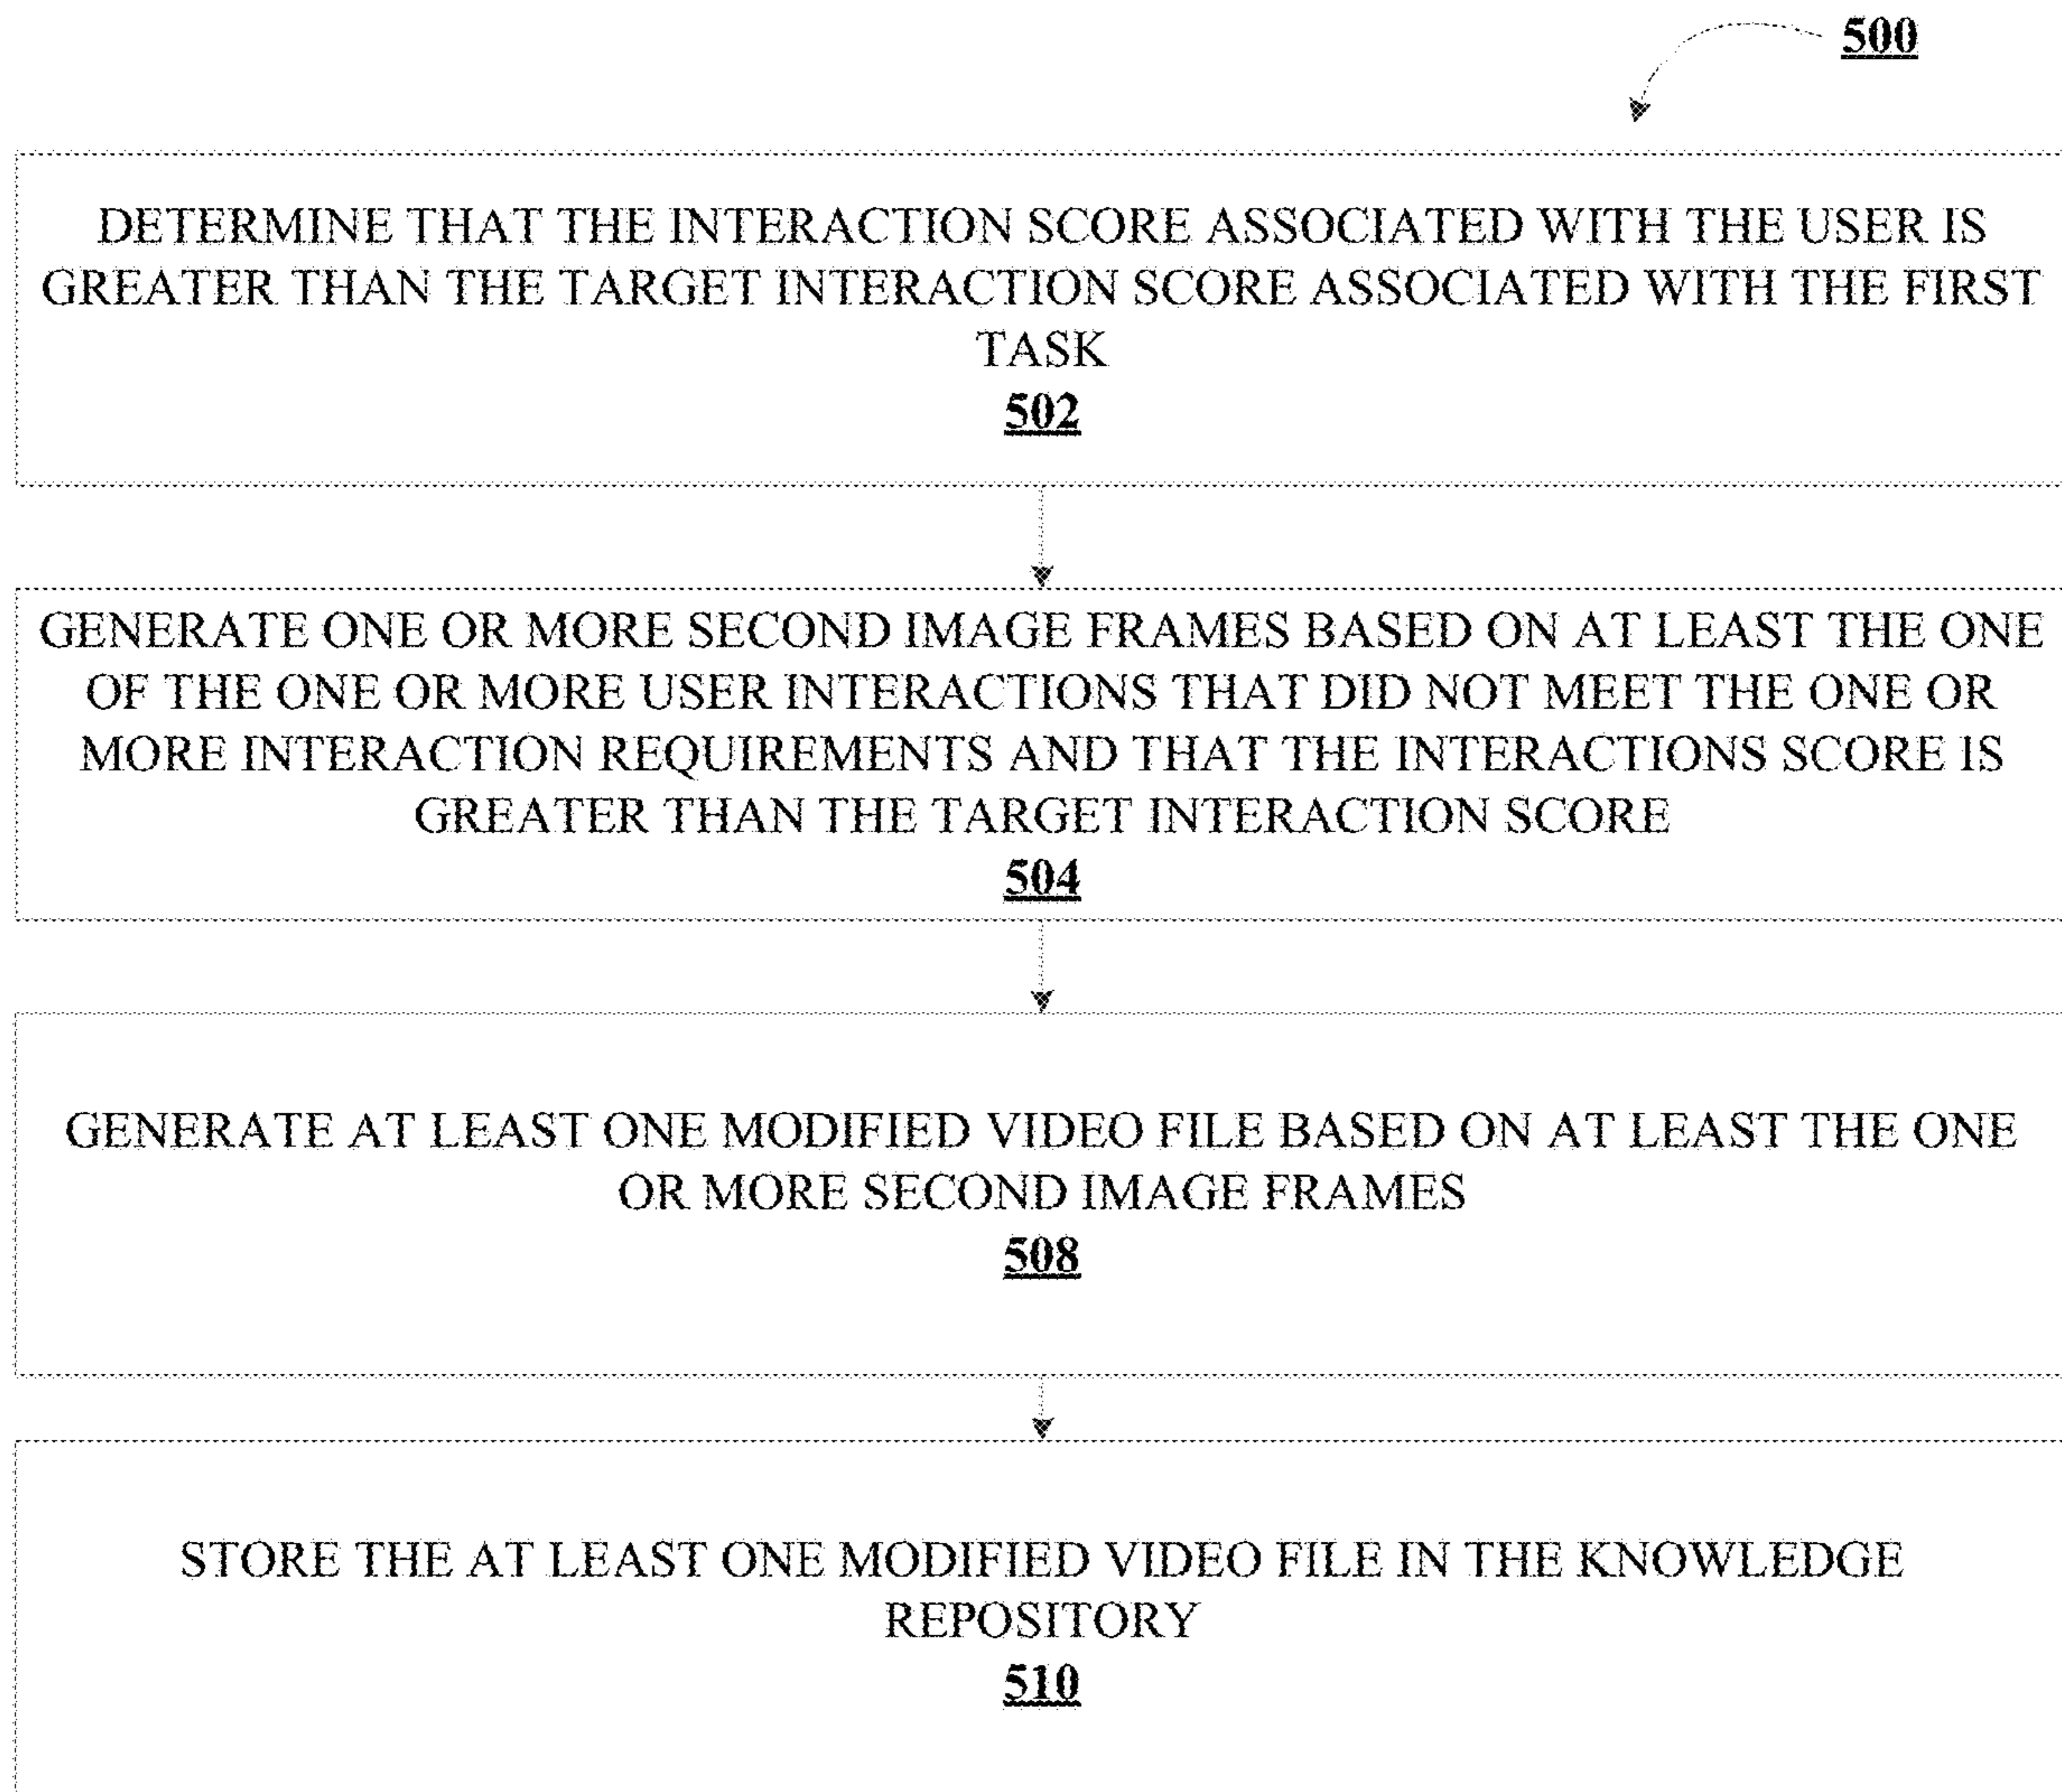 500
DETERMINE THAT THE INTERACTION SCORE ASSOCIATED WITH THE USER IS
GREATER THAN THE TARGET INTERACTION SCORE ASSOCIATED WITH THE FIRST
TASK
502
GENERATE ONE OR MORE SECOND IMAGE FRAMES BASED ON AT LEAST THE ONE
OF THE ONE OR MORE USER INTERACTIONS THAT DID NOT MEET THE ONE OR
MORE INTERACTION REQUIREMENTS AND THAT THE INTERACTIONS SCORE IS
GREATER THAN THE TARGET INTERACTION SCORE
504
GENERATE AT LEAST ONE MODIFIED VIDEO FILE BASED ON AT LEAST THE ONE
OR MORE SECOND IMAGE FRAMES
508
STORE THE AT LEAST ONE MODIFIED VIDEO FILE IN THE KNOWLEDGE
REPOSITORY
510